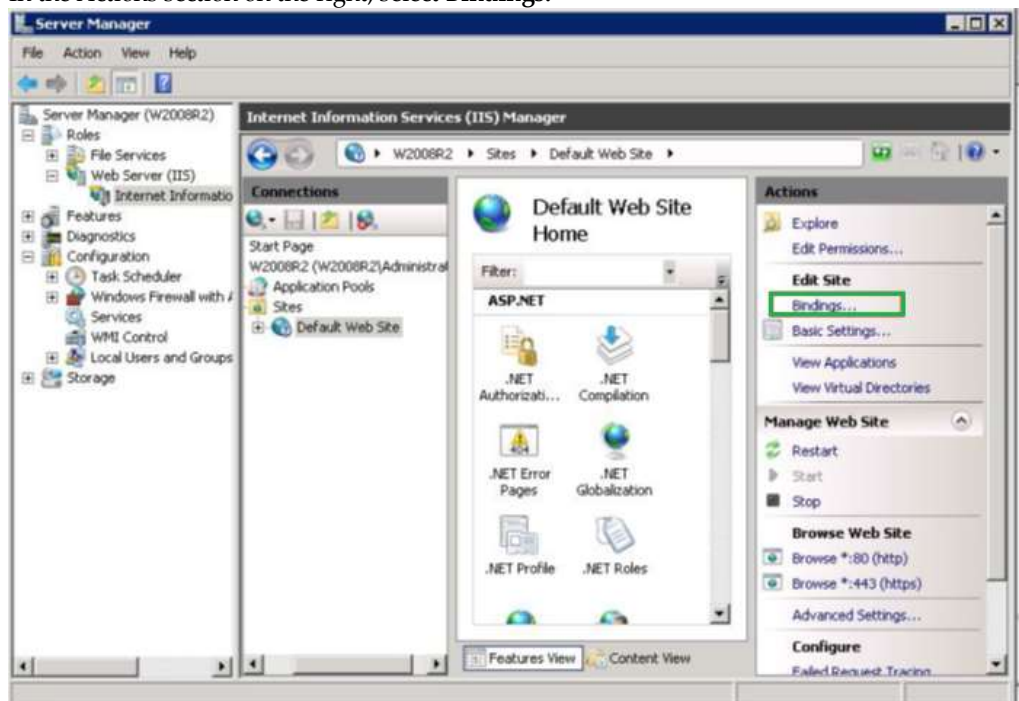 in the Actions section on the right, select Bindings.
Server Manager
File Action View Help
Server Manager (W2008R2)
Roles
File Services
Web Server (IIS)
Internet Informatio
Features
Diagnostics
Configuration
Task Scheduler
Windows Firewall with A
Services
WMI Control
Local Users and Groups
Storage
Internet Information Services (IIS) Manager
W2008R2 Sites Default Web Site
Connections
Start Page
W2008R2 (W2008R2\Administrat
Application Pools
Sites
Default Web Site
Default Web Site
Home
Filter:
ASP.NET
.NET
Authorizati...
.NET
Compilation
.NET Error
Pages
.NET
Globalization
.NET Profile
.NET Roles
Features View
Content View
Actions
Explore
Edit Permissions...
Edit Site
Bindings...
Basic Settings...
View Applications
View Virtual Directories
Manage Web Site
Restart
Start
Stop
Browse Web Site
Browse *:80 (http)
Browse *:443 (https)
Advanced Settings...
Configure
Failed Request Tracing